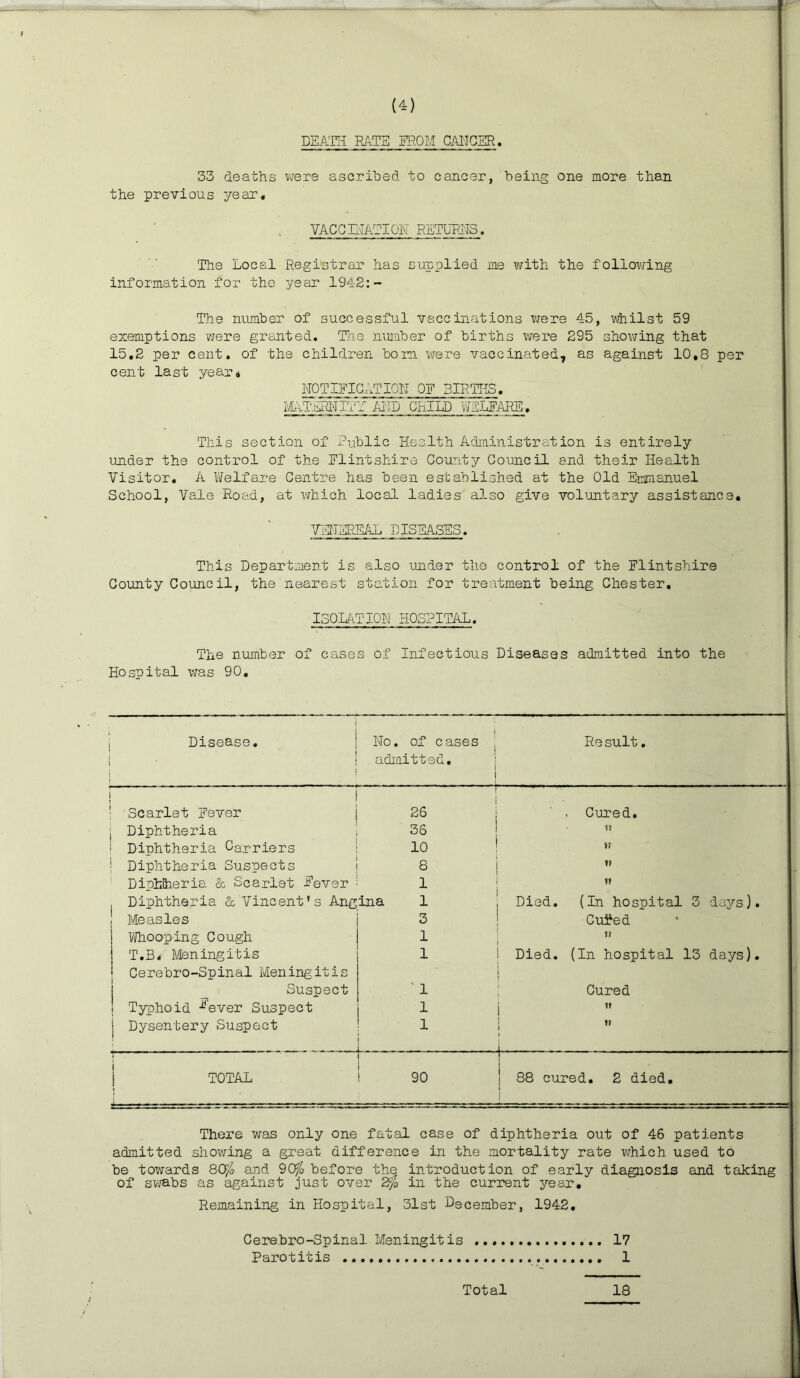 (4)
DEATH RATE FROM CANCER.
33 deaths were ascribed to cancer, being one more than
the previous year.
VACCINATION RETURNS.
The Local Registrar has supplied me with the following
information for the year 1942:-
The number of successful vaccinations were 45, whilst 59
exemptions were granted. The number of births were 295 showing that
15.2 per cent. of the children born were vaccinated, as against 10.8 per
cent last year.
NOTIFICATION OF BIRTHS.
MATERNITY AND CHILD WELFARE.
This section of Public Health Administration is entirely
under the control of the Flintshire County Council and their Health
Visitor. A Welfare Centre has been established at the Old Emmanuel
School, Vale Road, at which local ladies also give voluntary assistance.
VENEREAL DISEASES.
This Department is also under the control of the Flintshire
County Council, the nearest station for treatment being Chester.
ISOLATION HOSPITAL.
The number of cases of Infectious Diseases admitted into the
Hospital was 90.
Disease. No. of cases Result.
admitted.
Scarlet Fever 26 Cured.
Diphtheria 36 "
Diphtheria Carriers 10 "
Diphtheria Suspects 8 "
Diphtheria & Scarlet Fever 1 "
Diphtheria & Vincent's Angina 1 Died. (In hospital 3 days).
Measles 3 Cured
Whooping Cough 1 "
T.B. Meningitis 1 Died. (In hospital 13 days).
Cerebro-Spinal Meningitis
Suspect 1 Cured
Typhoid Fever Suspect 1 "
Dysentery Suspect 1 "
TOTAL 90 88 cured. 2 died.
There was only one fatal case of diphtheria out of 46 patients
admitted showing a great difference in the mortality rate which used to
be towards 80% and 90% before the introduction of early diagnosis and taking
of swabs as against just over 2% in the current year.
Remaining in Hospital, 31st December, 1942.
Cerebro-Spinal Meningitis ............... 17
Parotitis .............................. 1
Total 18